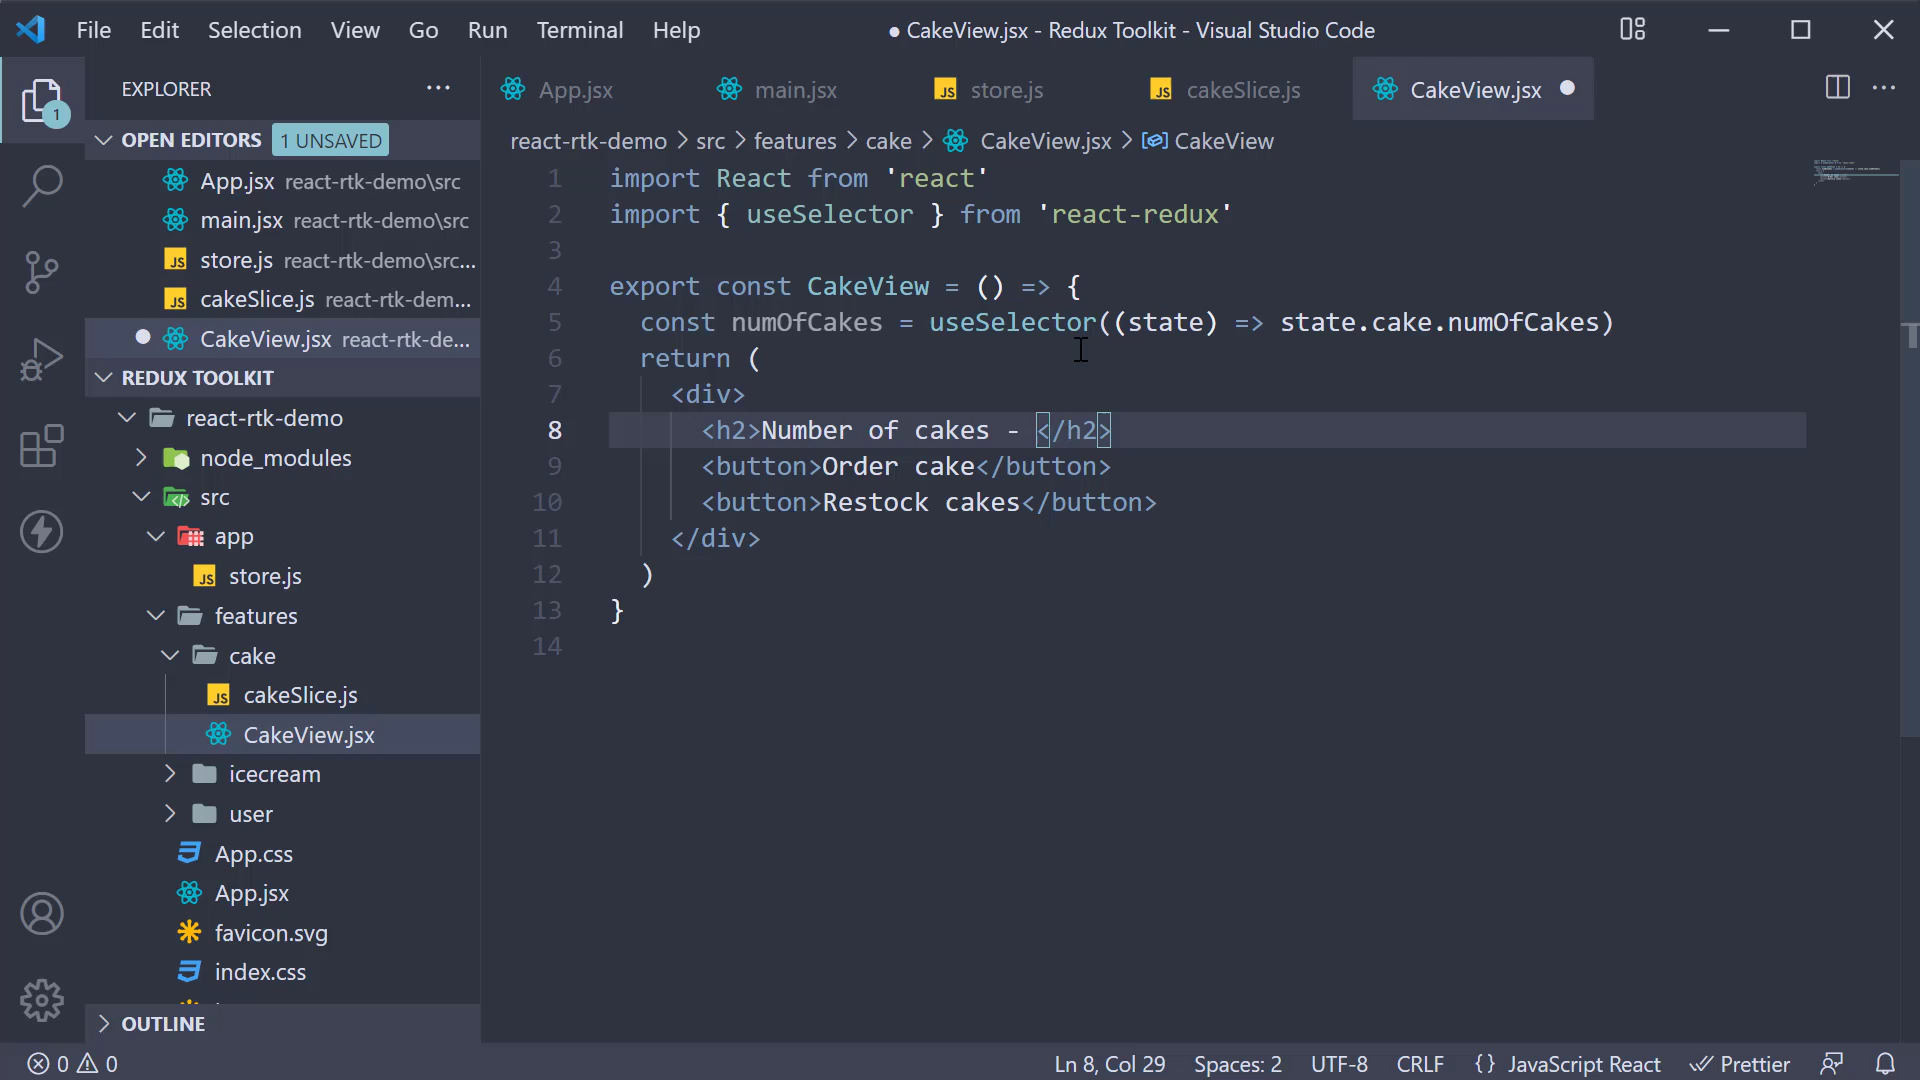 File Edit Selection View Go Run Terminal Help
● CakeView.jsx - Redux Toolkit - Visual Studio Code
EXPLORER
1
OPEN EDITORS 1 UNSAVED
App.jsx react-rtk-demo\src
main.jsx react-rtk-demo\src
store.js react-rtk-demo\src...
cakeSlice.js react-rtk-dem...
CakeView.jsx react-rtk-de...
REDUX TOOLKIT
react-rtk-demo
node_modules
src
app
store.js
features
cake
cakeSlice.js
CakeView.jsx
icecream
user
App.css
App.jsx
favicon.svg
index.css
OUTLINE
App.jsx main.jsx JS store.js JS cakeSlice.js CakeView.jsx
react-rtk-demo > src > features > cake > CakeView.jsx > CakeView
1 import React from 'react'
2 import { useSelector } from 'react-redux'
3
4 export const CakeView = () => {
5 const numOfCakes = useSelector((state) => state.cake.numOfCakes)
6 return (
7 <div>
8 <h2>Number of cakes - </h2>
9 <button>Order cake</button>
10 <button>Restock cakes</button>
11 </div>
12 )
13 }
14
0 0 Ln 8, Col 29 Spaces: 2 UTF-8 CRLF {} JavaScript React Prettier